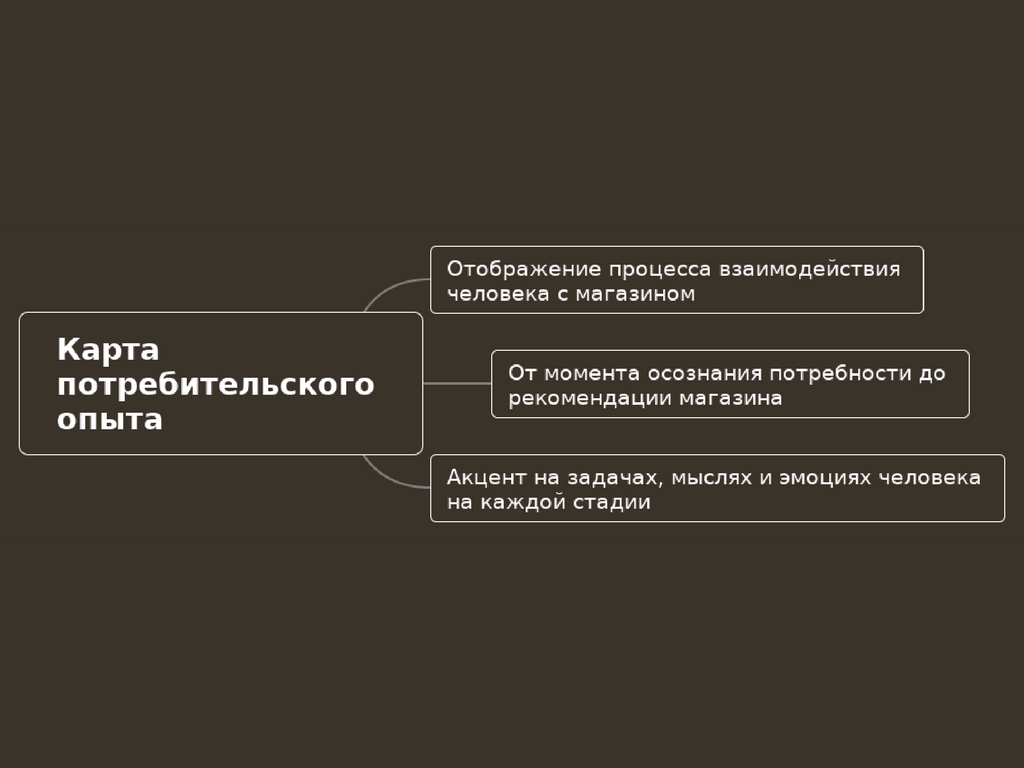 Карта
потребительского
опыта
Отображение процесса взаимодействия
человека с магазином
От момента осознания потребности до
рекомендации магазина
Акцент на задачах, мыслях и эмоциях человека
на каждой стадии